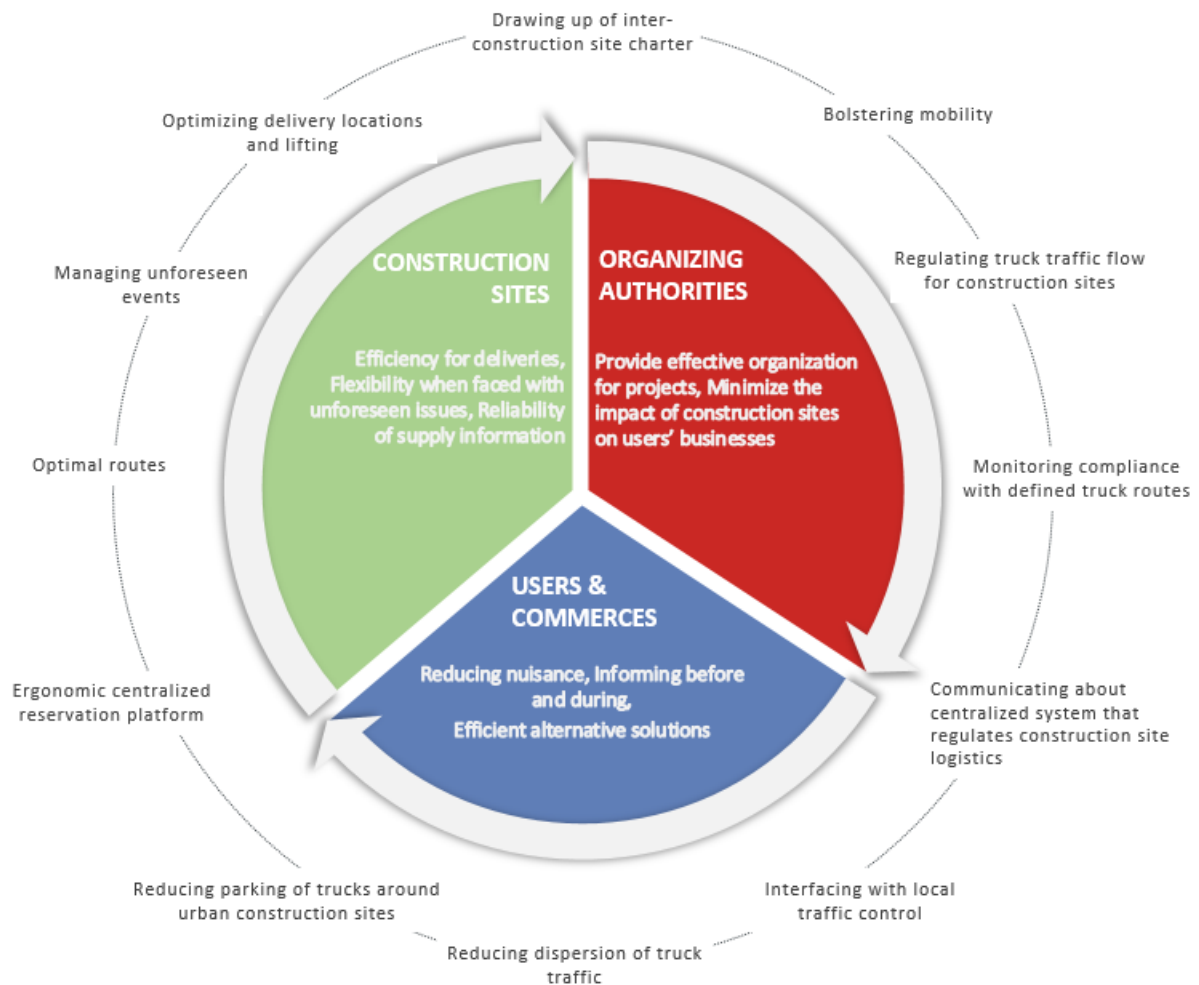 Drawing up of inter-
construction site charter
Bolstering mobility
Optimizing delivery locations
and lifting
Regulating truck traffic flow
for construction sites
Managing unforeseen
events
CONSTRUCTION
SITES
Efficiency for deliveries,
Flexibility when faced with
unforeseen issues, Reliability
of supply information
ORGANIZING
AUTHORITIES
Provide effective organization
for projects, Minimize the
impact of construction sites
on users’ businesses
Optimal routes
Monitoring compliance
with defined truck routes
USERS &
COMMERCES
Reducing nuisance, Informing before
and during,
Efficient alternative solutions
Ergonomic centralized
reservation platform
Communicating about
centralized system that
regulates construction site
logistics
Reducing parking of trucks around
urban construction sites
Interfacing with local
traffic control
Reducing dispersion of truck
traffic